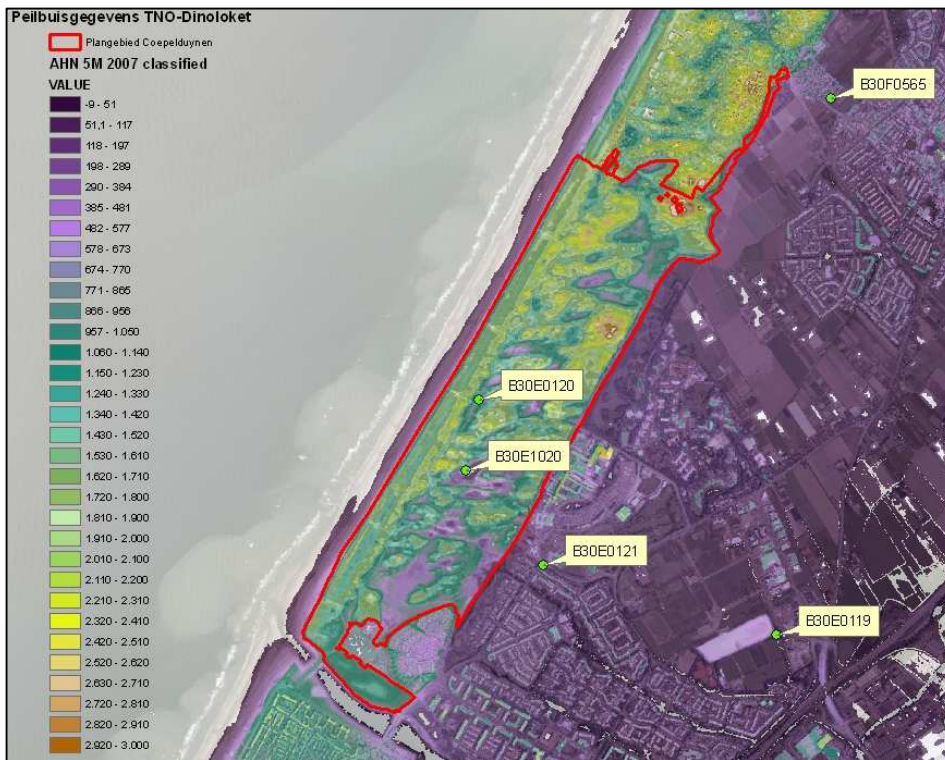 Peilbuisgegevens TNO-Dinoloket
Plangebied Coepelduynen
AHN 5M 2007 classified
VALUE
-9 - 51
51,1 - 117
118 - 197
198 - 289
290 - 384
385 - 481
482 - 577
578 - 673
674 - 770
771 - 865
866 - 956
957 - 1.050
1.060 - 1.140
1.150 - 1.230
1.240 - 1.330
1.340 - 1.420
1.430 - 1.520
1.530 - 1.610
1.620 - 1.710
1.720 - 1.800
1.810 - 1.900
1.910 - 2.000
2.010 - 2.100
2.110 - 2.200
2.210 - 2.310
2.320 - 2.410
2.420 - 2.510
2.520 - 2.620
2.630 - 2.710
2.720 - 2.810
2.820 - 2.910
2.920 - 3.000
B30F0565
B30E0120
B30E1020
B30E0121
B30E0119